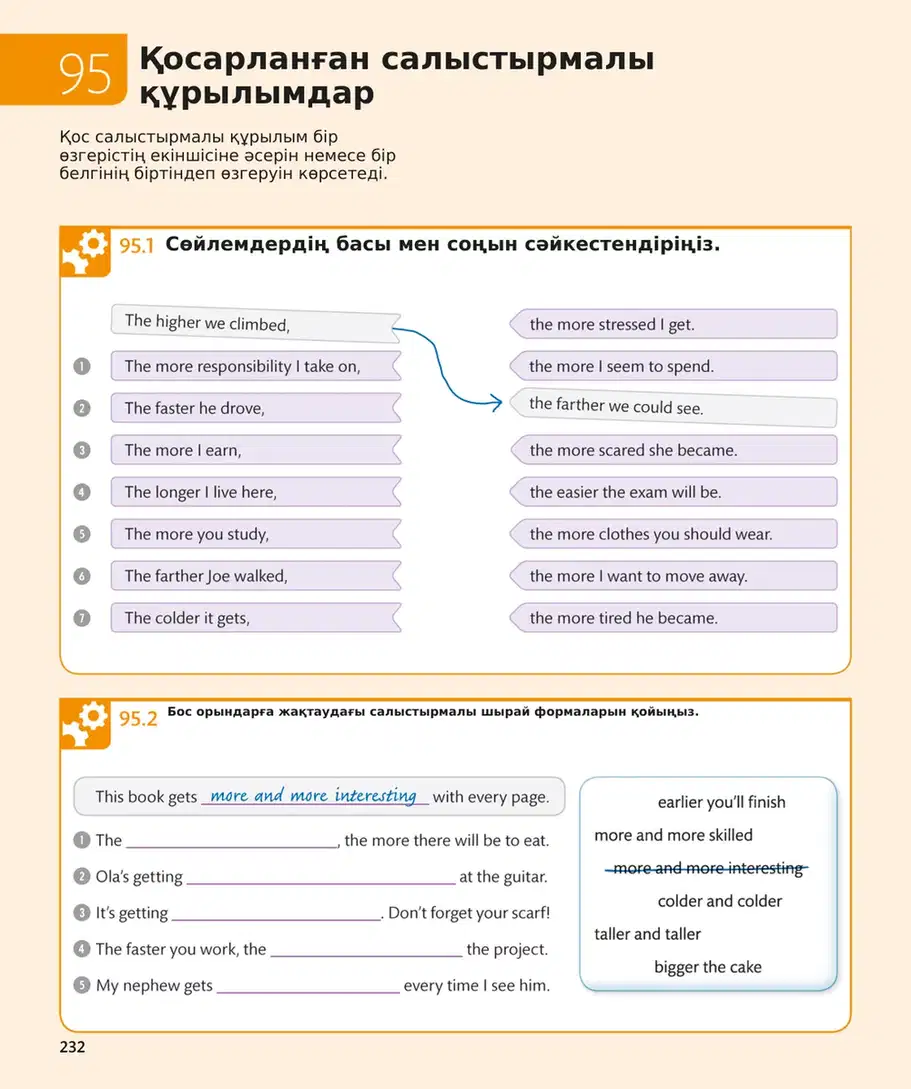 95
Қосарланған салыстырмалы
құрылымдар
Қос салыстырмалы құрылым бір
өзгерістің екіншісіне әсерін немесе бір
белгінің біртіндеп өзгеруін көрсетеді.
95.1 Сөйлемдердің басы мен соңын сәйкестендіріңіз.
The higher we climbed,
the more stressed I get.
1 The more responsibility I take on,
the more I seem to spend.
2 The faster he drove,
the farther we could see.
3 The more I earn,
the more scared she became.
4 The longer I live here,
the easier the exam will be.
5 The more you study,
the more clothes you should wear.
6 The farther Joe walked,
the more I want to move away.
7 The colder it gets,
the more tired he became.
95.2 Бос орындарға жақтаудағы салыстырмалы шырай формаларын қойыңыз.
This book gets more and more interesting with every page.
1 The , the more there will be to eat.
2 Ola's getting at the guitar.
3 It's getting . Don't forget your scarf!
4 The faster you work, the the project.
5 My nephew gets every time I see him.
earlier you'll finish
more and more skilled
more and more interesting
colder and colder
taller and taller
bigger the cake
232